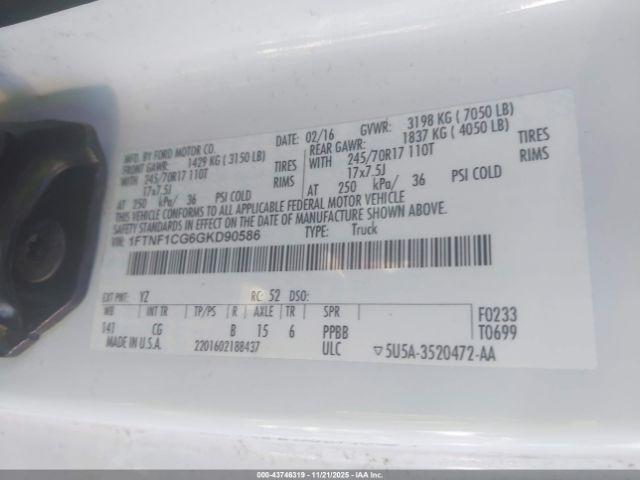 MFD. BY FORD MOTOR CO.
DATE: 02/16 GVWR: 3198 KG ( 7050 LB)
FRONT GAWR: 1429 KG ( 3150 LB) REAR GAWR: 1837 KG ( 4050 LB)
WITH 245/70R17 110T TIRES WITH 245/70R17 110T TIRES
17x7.5J RIMS 17x7.5J RIMS
AT 250 kPa/ 36 PSI COLD AT 250 kPa/ 36 PSI COLD
THIS VEHICLE CONFORMS TO ALL APPLICABLE FEDERAL MOTOR VEHICLE
SAFETY STANDARDS IN EFFECT ON THE DATE OF MANUFACTURE SHOWN ABOVE.
VIN: 1FTNF1CG6GKD90586 TYPE: Truck
EXT PNT: YZ RC: 52 DSO:
WB INT TR TP/PS R AXLE TR SPR F0233
141 CG B 15 6 PPBB T0699
MADE IN U.S.A. 2201602188437 ULC ▽5U5A-3520472-AA
000-43746319 - 11/21/2025 - IAAI.COM